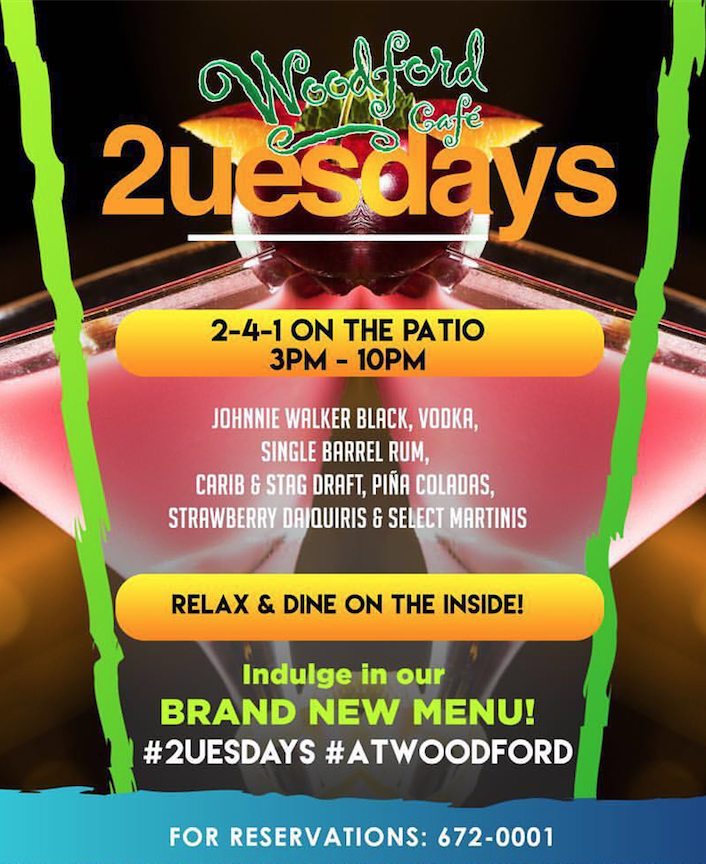 Woodford
Café
2uesdays
2-4-1 ON THE PATIO
3PM - 10PM
JOHNNIE WALKER BLACK, VODKA,
SINGLE BARREL RUM,
CARIB & STAG DRAFT, PIÑA COLADAS,
STRAWBERRY DAIQUIRIS & SELECT MARTINIS
RELAX & DINE ON THE INSIDE!
Indulge in our
BRAND NEW MENU!
#2UESDAYS #ATWOODFORD
FOR RESERVATIONS: 672-0001